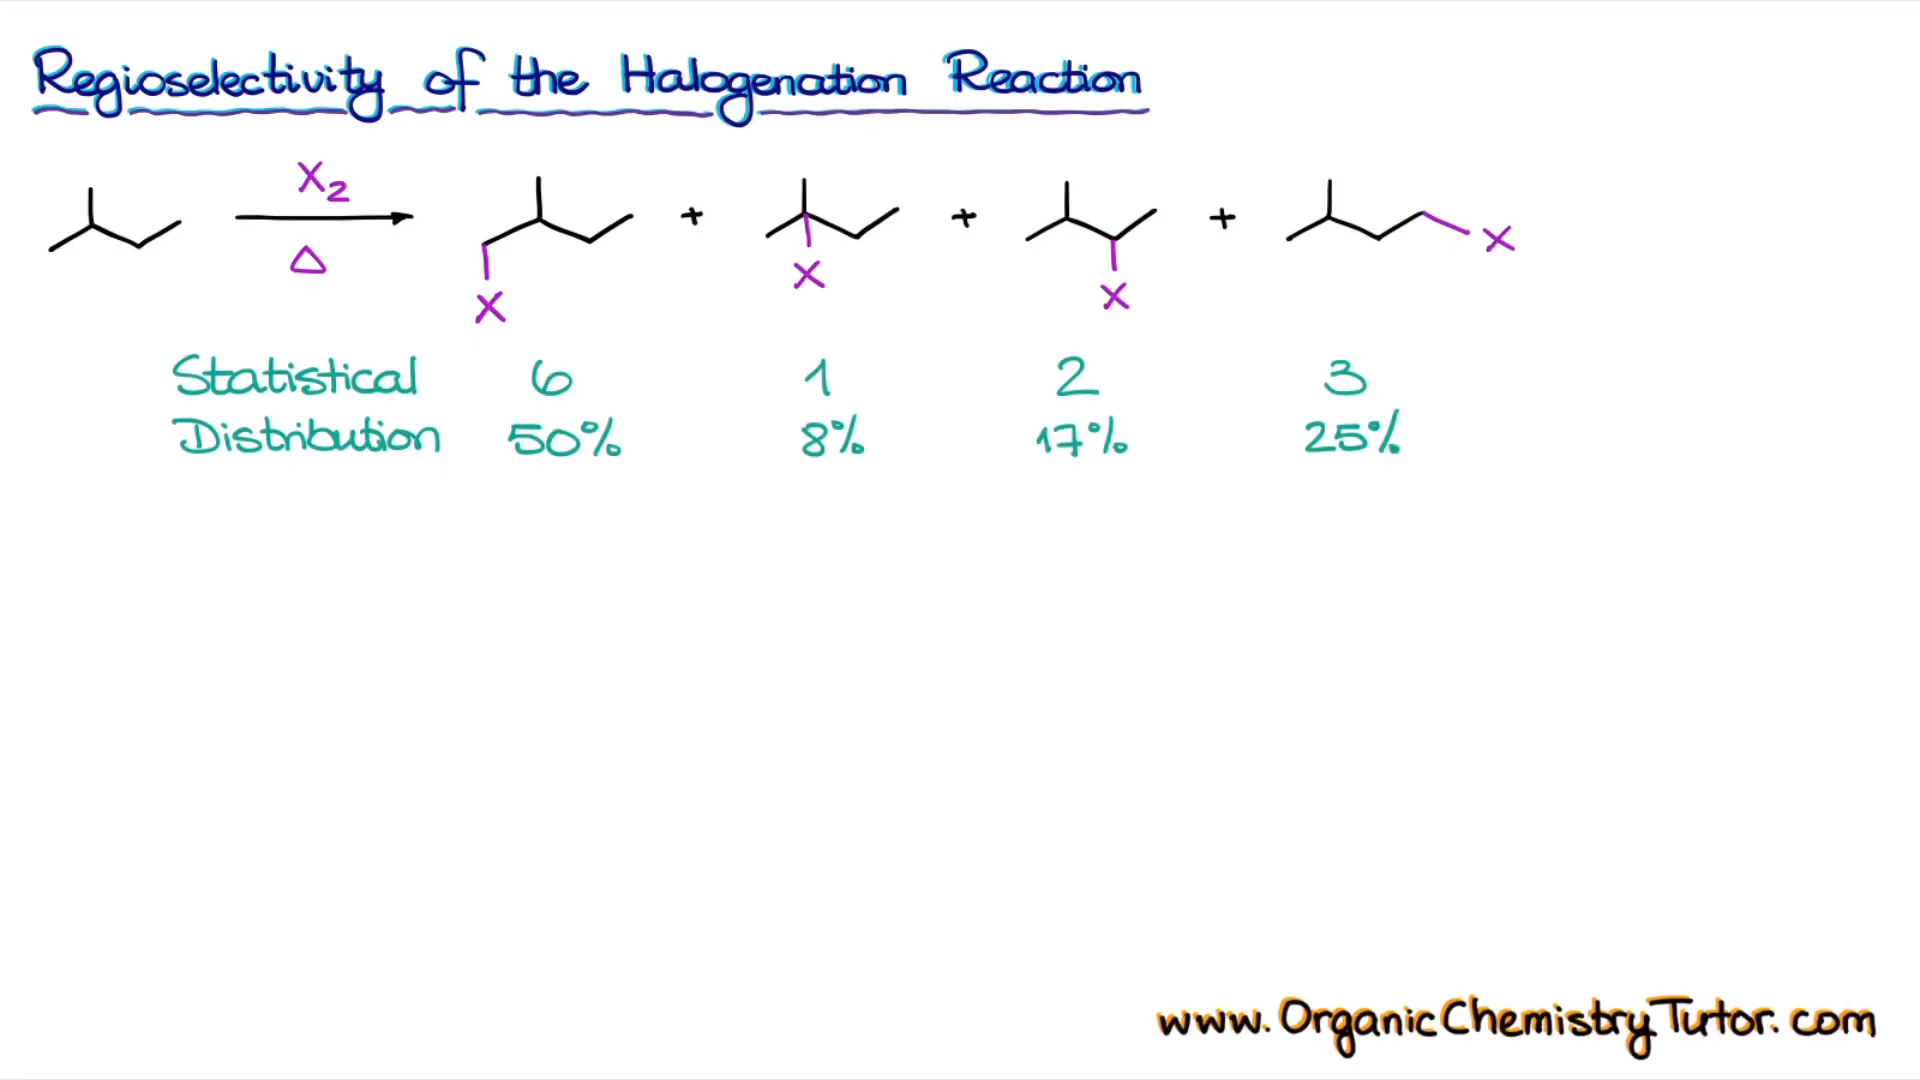 Regioselectivity of the Halogenation Reaction
X2
Δ
+ + +
X X X X
Statistical 6 1 2 3
Distribution 50% 8% 17% 25%
www.OrganicChemistryTutor.com